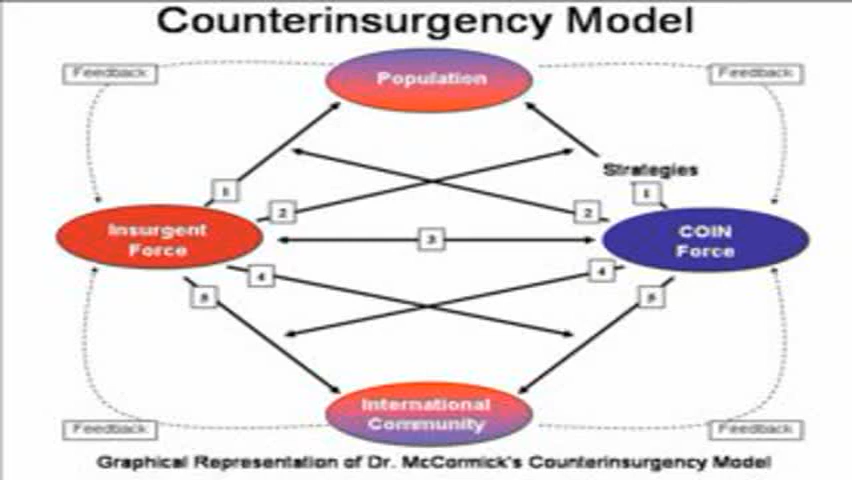 Counterinsurgency Model
Feedback
Population
Feedback
Strategies
1
1
2
2
Insurgent
Force
3
COIN
Force
4
4
5
5
International
Community
Feedback
Feedback
Graphical Representation of Dr. McCormick's Counterinsurgency Model